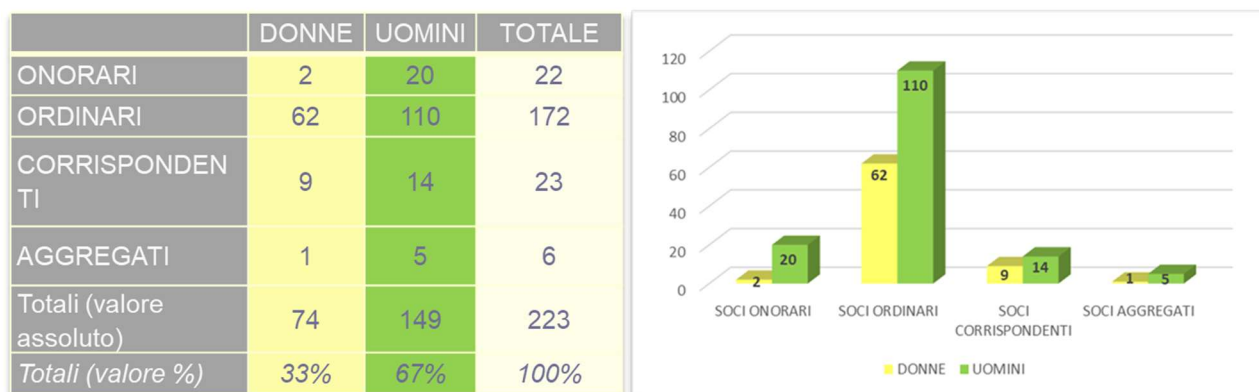 DONNE UOMINI TOTALE
ONORARI 2 20 22
ORDINARI 62 110 172
CORRISPONDEN
TI 9 14 23
AGGREGATI 1 5 6
Totali (valore
assoluto) 74 149 223
Totali (valore %) 33% 67% 100%
120
100
80
60
40
20
0
2 20
62 110
9 14
1 5
SOCI ONORARI SOCI ORDINARI SOCI
CORRISPONDENTI SOCI AGGREGATI
DONNE UOMINI